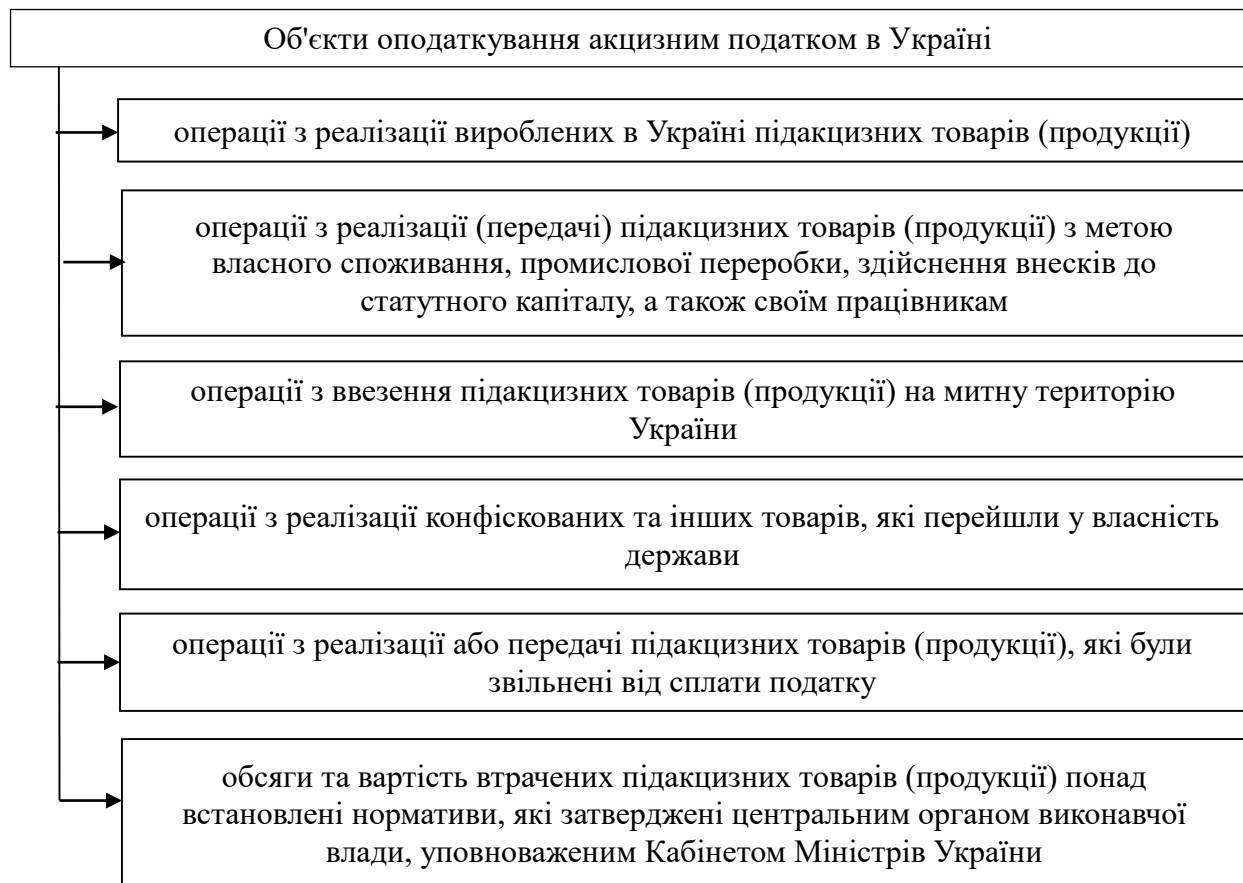 Об'єкти оподаткування акцизним податком в Україні
операції з реалізації вироблених в Україні підакцизних товарів (продукції)
операції з реалізації (передачі) підакцизних товарів (продукції) з метою
власного споживання, промислової переробки, здійснення внесків до
статутного капіталу, а також своїм працівникам
операції з ввезення підакцизних товарів (продукції) на митну територію
України
операції з реалізації конфіскованих та інших товарів, які перейшли у власність
держави
операції з реалізації або передачі підакцизних товарів (продукції), які були
звільнені від сплати податку
обсяги та вартість втрачених підакцизних товарів (продукції) понад
встановлені нормативи, які затверджені центральним органом виконавчої
влади, уповноваженим Кабінетом Міністрів України